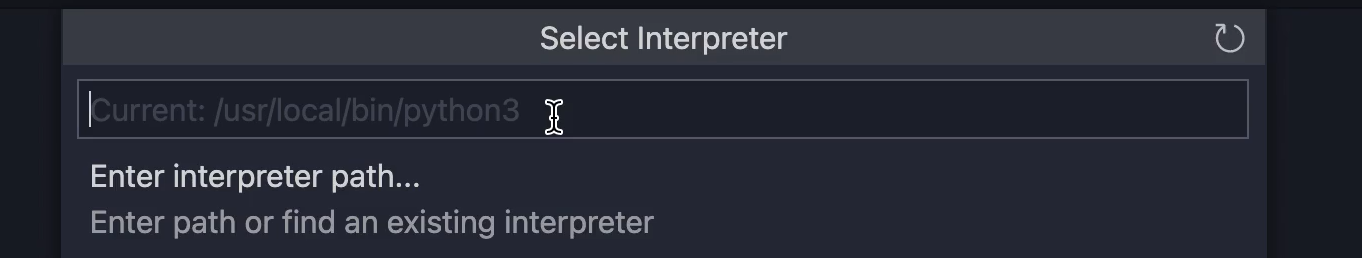 Select Interpreter
Current: /usr/local/bin/python3
Enter interpreter path...
Enter path or find an existing interpreter